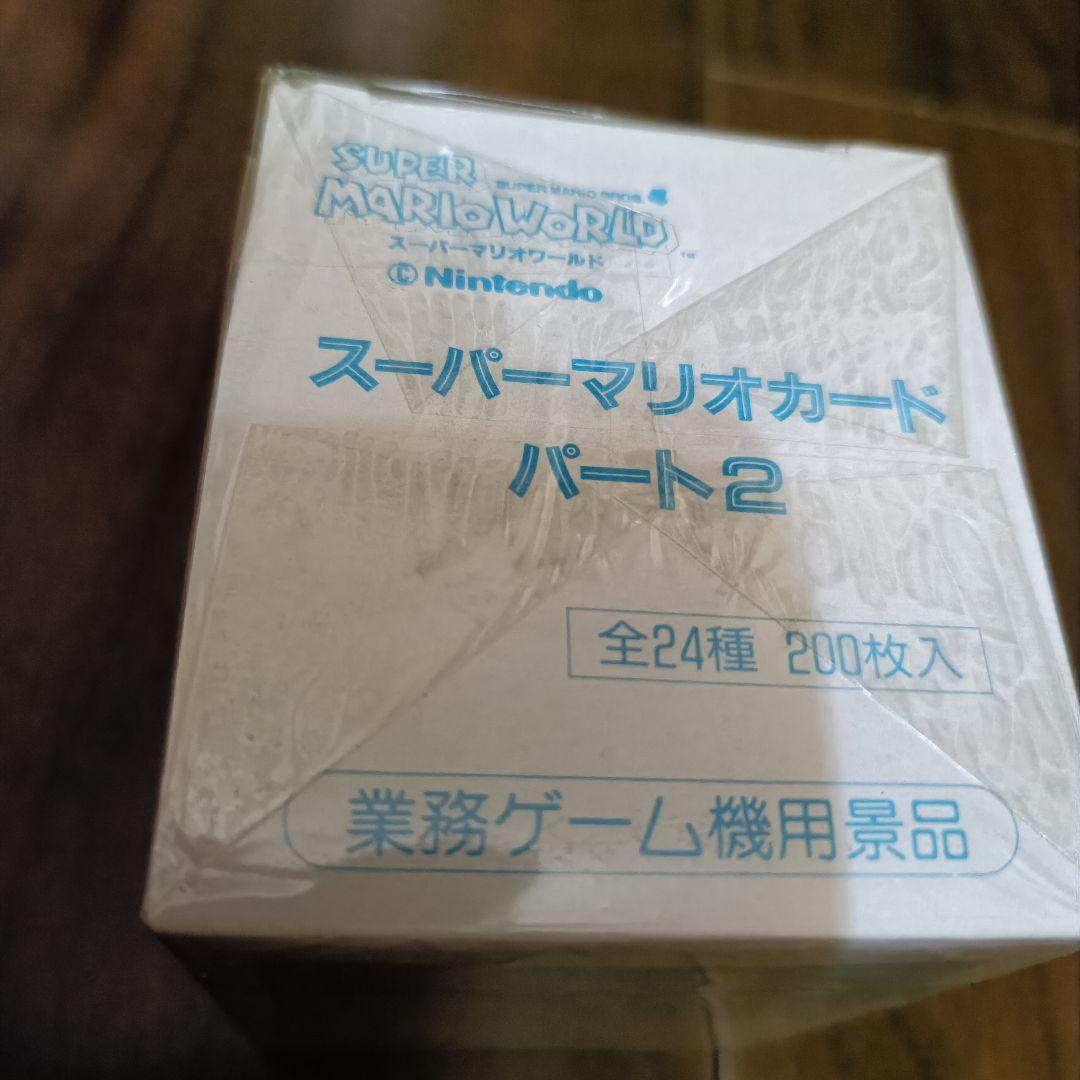 SUPER
SUPER MARIO BROS. 4
MARIO WORLD™
スーパーマリオワールド
©Nintendo
スーパーマリオカード
パート2
全24種 200枚入
業務ゲーム機用景品